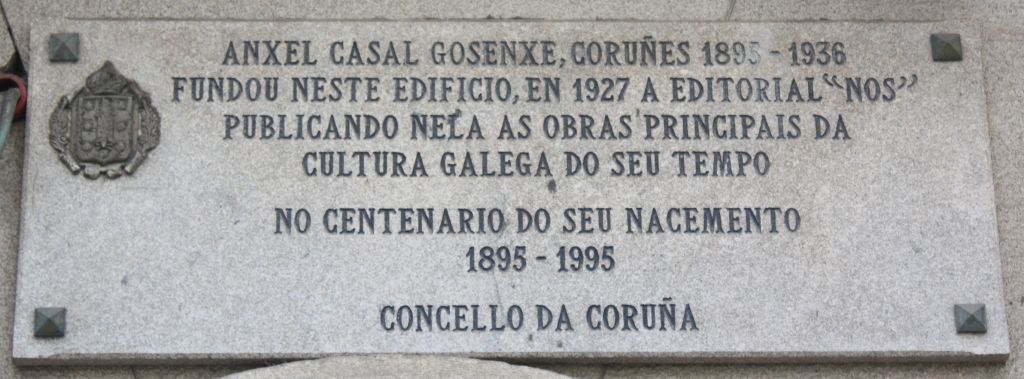 ANXEL CASAL GOSENXE, CORUÑES 1895 - 1936
FUNDOU NESTE EDIFICIO, EN 1927 A EDITORIAL “NOS”
PUBLICANDO NELA AS OBRAS PRINCIPAIS DA
CULTURA GALEGA DO SEU TEMPO
NO CENTENARIO DO SEU NACEMENTO
1895 - 1995
CONCELLO DA CORUÑA